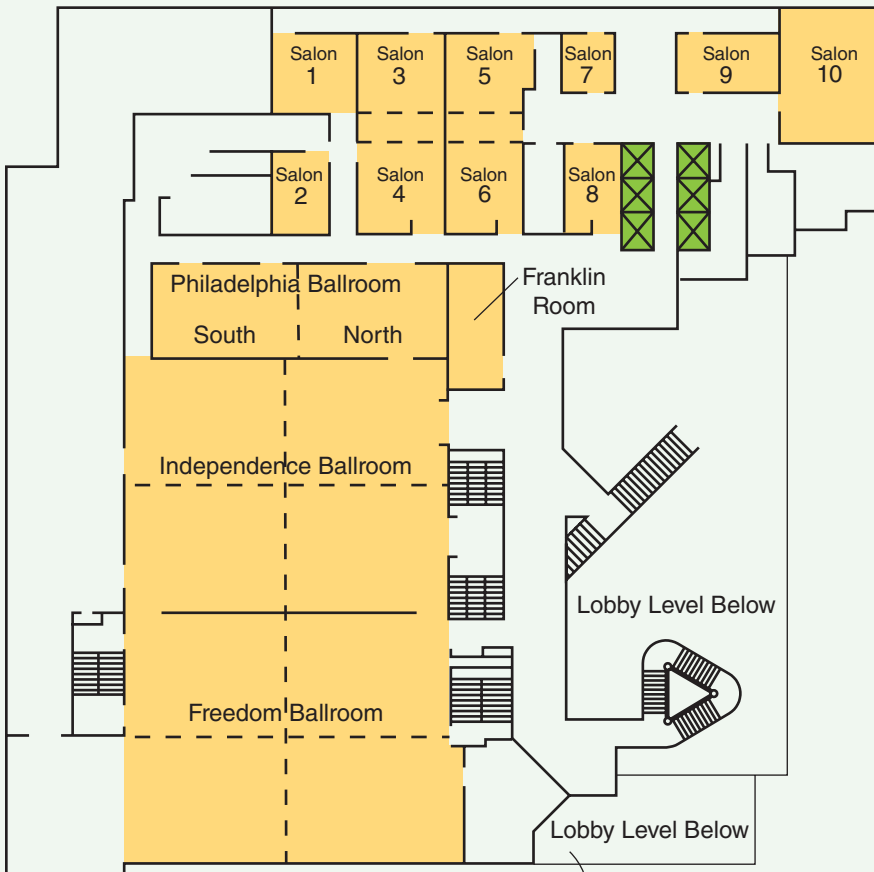 Salon
1
Salon
3
Salon
5
Salon
7
Salon
9
Salon
10
Salon
2
Salon
4
Salon
6
Salon
8
Philadelphia Ballroom
South
North
Franklin
Room
Independence Ballroom
Lobby Level Below
Freedom Ballroom
Lobby Level Below